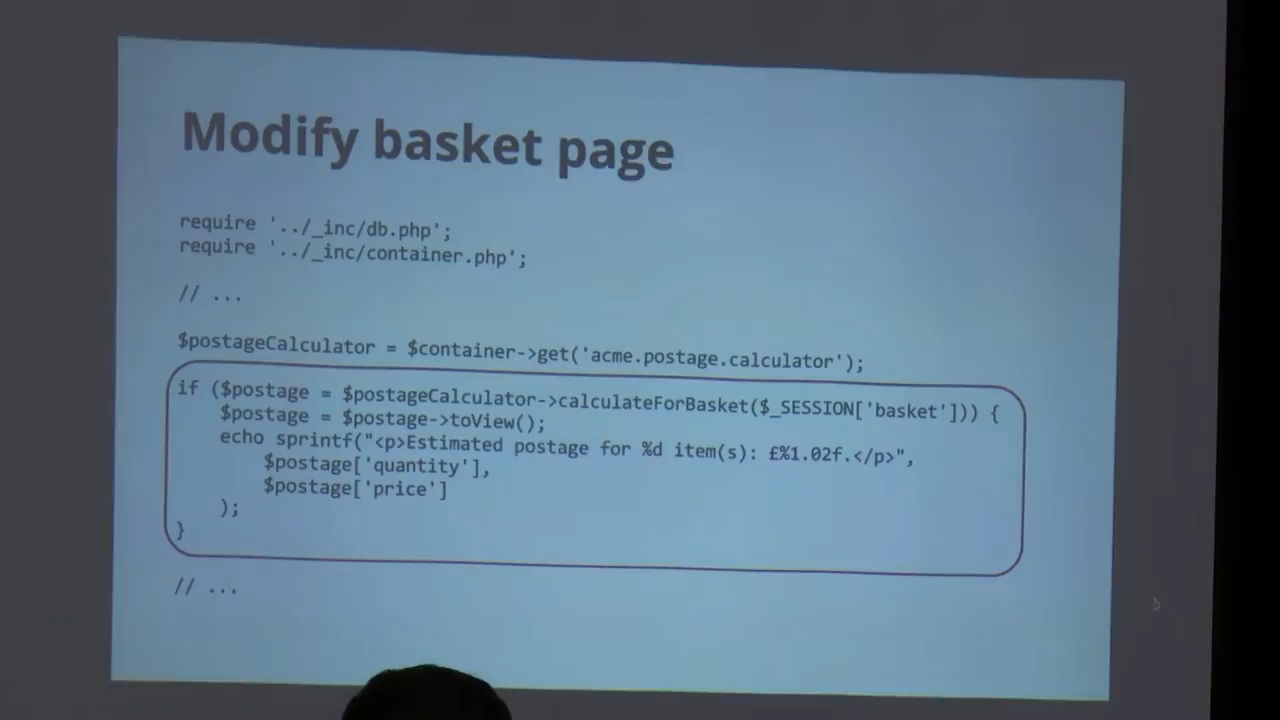 Modify basket page
require '../_inc/db.php';
require '../_inc/container.php';
// ...
$postageCalculator = $container->get('acme.postage.calculator');
if ($postage = $postageCalculator->calculateForBasket($_SESSION['basket'])) {
    $postage = $postage->toView();
    echo sprintf("<p>Estimated postage for %d item(s): £%1.02f.</p>",
        $postage['quantity'],
        $postage['price']
    );
}
// ...